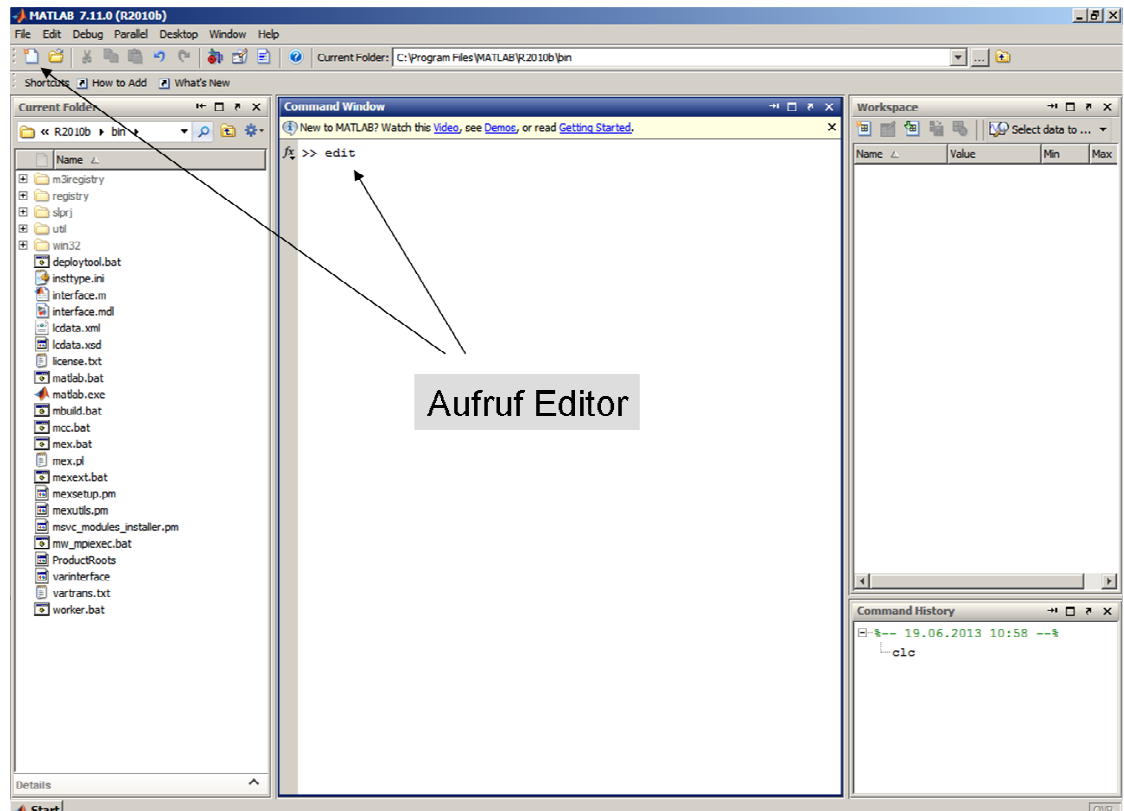 MATLAB 7.11.0 (R2010b)
File Edit Debug Parallel Desktop Window Help
Current Folder: C:\Program Files\MATLAB\R2010b\bin
Shortcuts How to Add What's New
Current Folder
« R2010b bin
Name
m3iregistry
registry
slprj
util
win32
deploytool.bat
insttype.ini
interface.m
interface.mdl
lcdata.xml
lcdata.xsd
license.txt
matlab.bat
matlab.exe
mbuild.bat
mcc.bat
mex.bat
mex.pl
mexext.bat
mexsetup.pm
mexutils.pm
msvc_modules_installer.pm
mw_mpiexec.bat
ProductRoots
varinterface
vartrans.txt
worker.bat
Details
Start
Command Window
New to MATLAB? Watch this Video, see Demos, or read Getting Started.
fx >> edit
Aufruf Editor
Workspace
Select data to ...
Name Value Min Max
Command History
%-- 19.06.2013 10:58 --%
clc
OVR